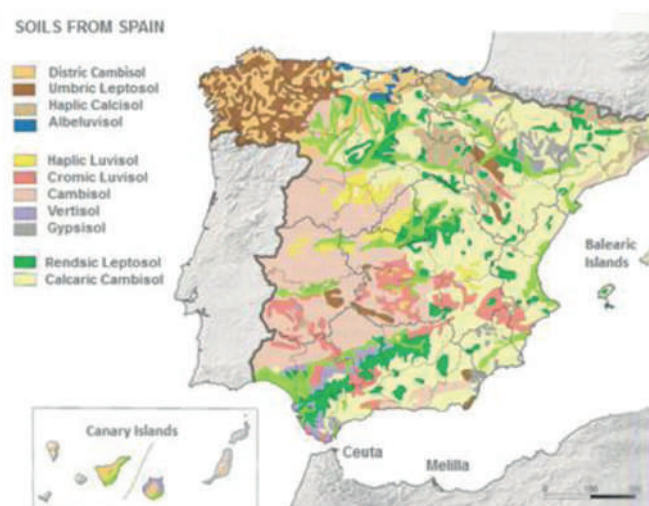 SOILS FROM SPAIN
Distric Cambisol
Umbric Leptosol
Haplic Calcisol
Albeluvisol
Haplic Luvisol
Cromic Luvisol
Cambisol
Vertisol
Gypsisol
Rendsic Leptosol
Calcaric Cambisol
Balearic
Islands
Canary Islands
Ceuta
Melilla